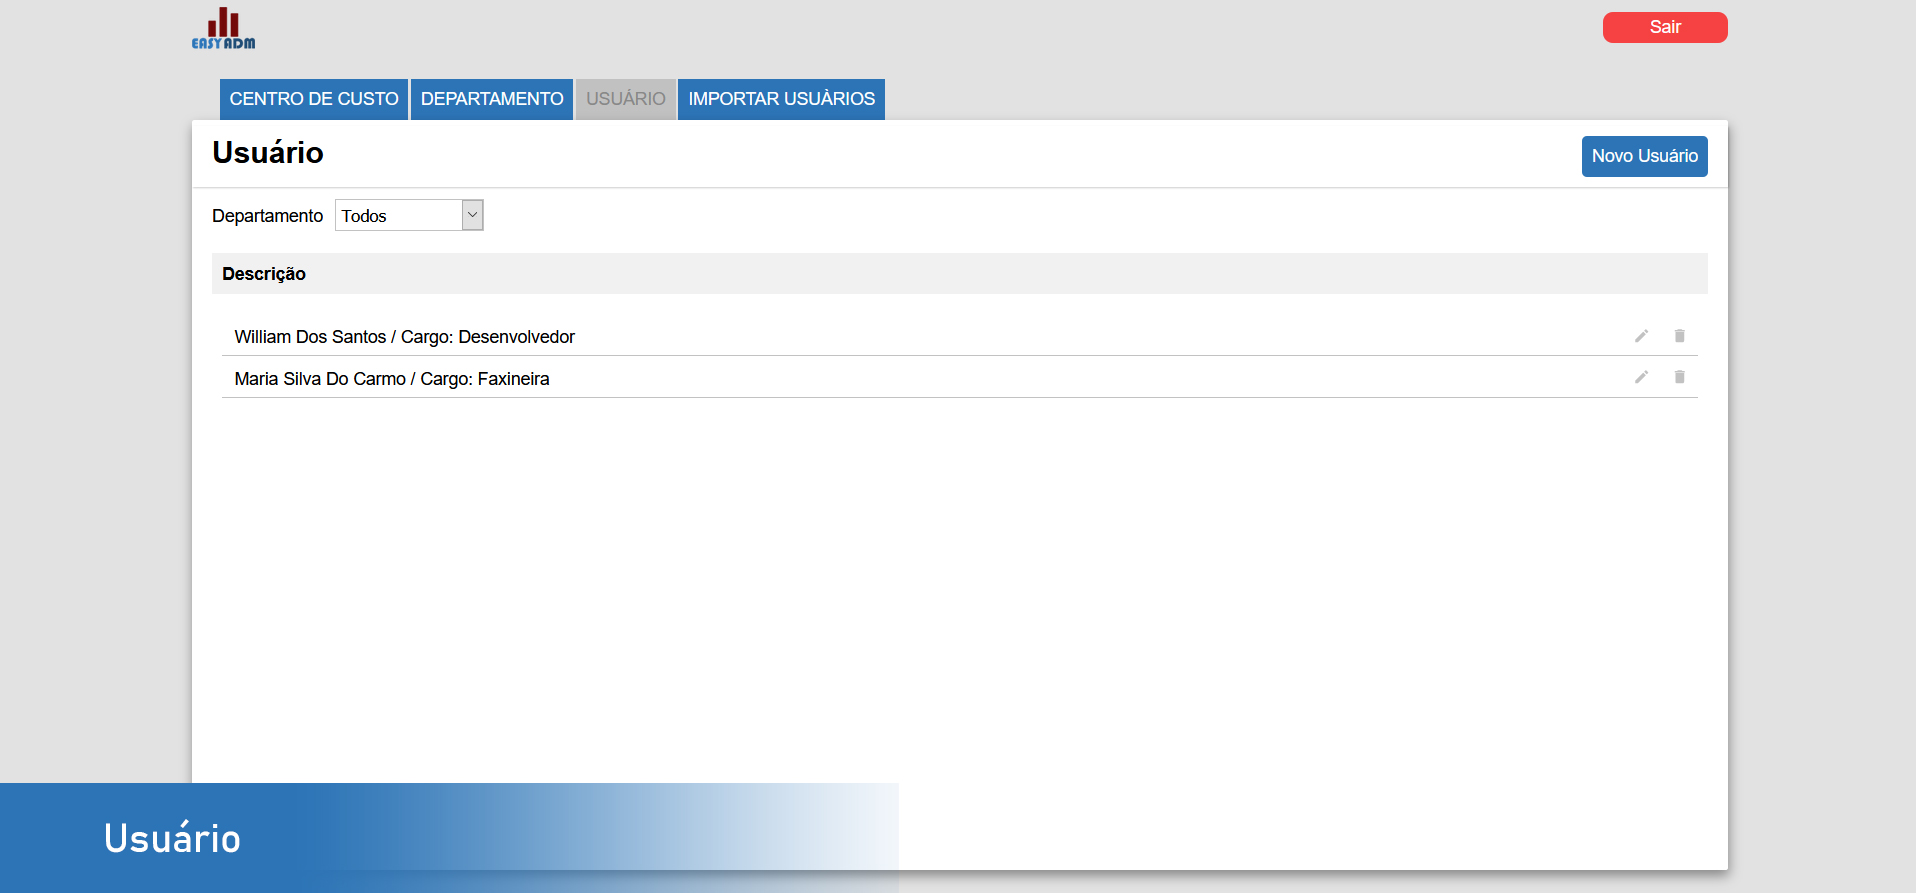 EASY ADM
Sair
CENTRO DE CUSTO
DEPARTAMENTO
USUÁRIO
IMPORTAR USUÀRIOS
Usuário
Novo Usuário
Departamento
Todos
Descrição
William Dos Santos / Cargo: Desenvolvedor
Maria Silva Do Carmo / Cargo: Faxineira
Usuário